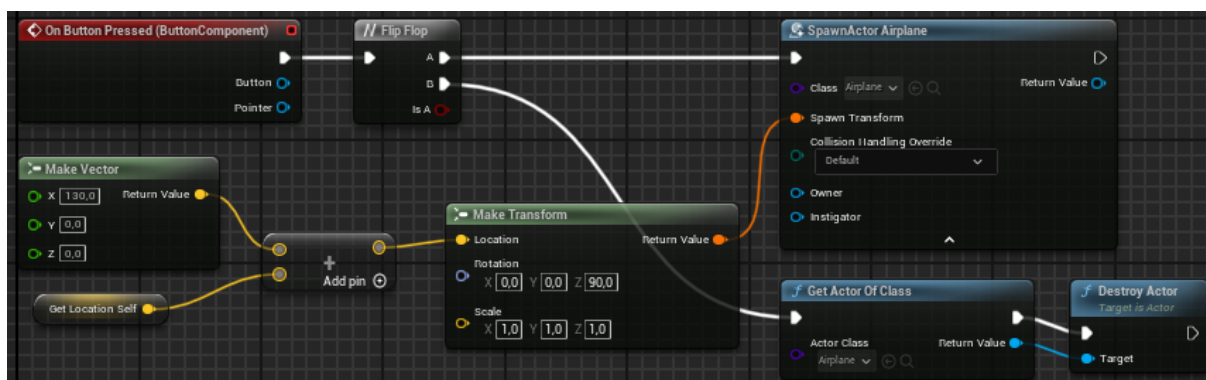 On Button Pressed (ButtonComponent)
Button
Pointer
Flip Flop
A
B
Is A
SpawnActor Airplane
Class Airplane
Return Value
Spawn Transform
Collision Handling Override
Default
Owner
Instigator
Make Vector
X 130,0 Return Value
Y 0,0
Z 0,0
Get Location Self
+
Add pin
Make Transform
Location Return Value
Rotation
X 0,0 Y 0,0 Z 90,0
Scale
X 1,0 Y 1,0 Z 1,0
f Get Actor Of Class
Actor Class Return Value
Airplane
f Destroy Actor
Target is Actor
Target